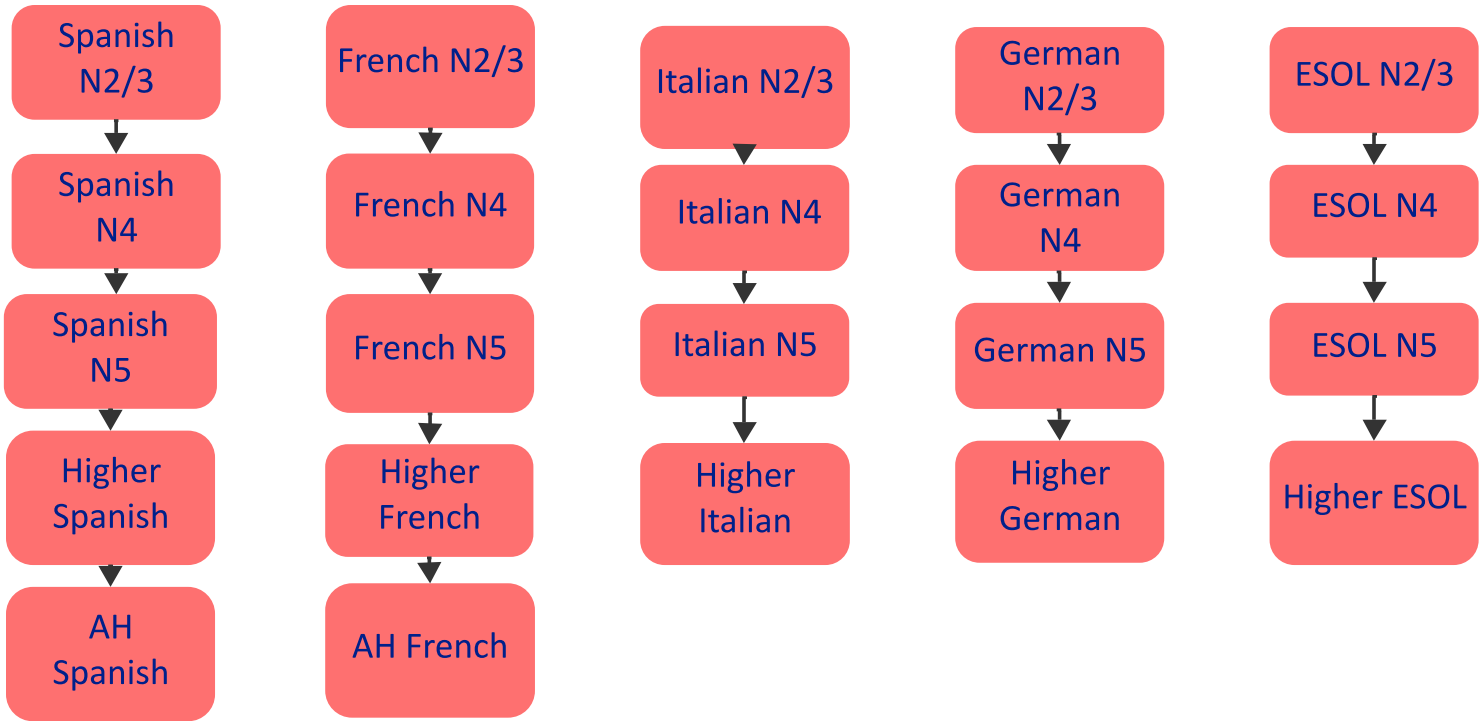 Spanish
N2/3
Spanish
N4
Spanish
N5
Higher
Spanish
AH
Spanish
French N2/3
French N4
French N5
Higher
French
AH French
Italian N2/3
Italian N4
Italian N5
Higher
Italian
German
N2/3
German
N4
German N5
Higher
German
ESOL N2/3
ESOL N4
ESOL N5
Higher ESOL